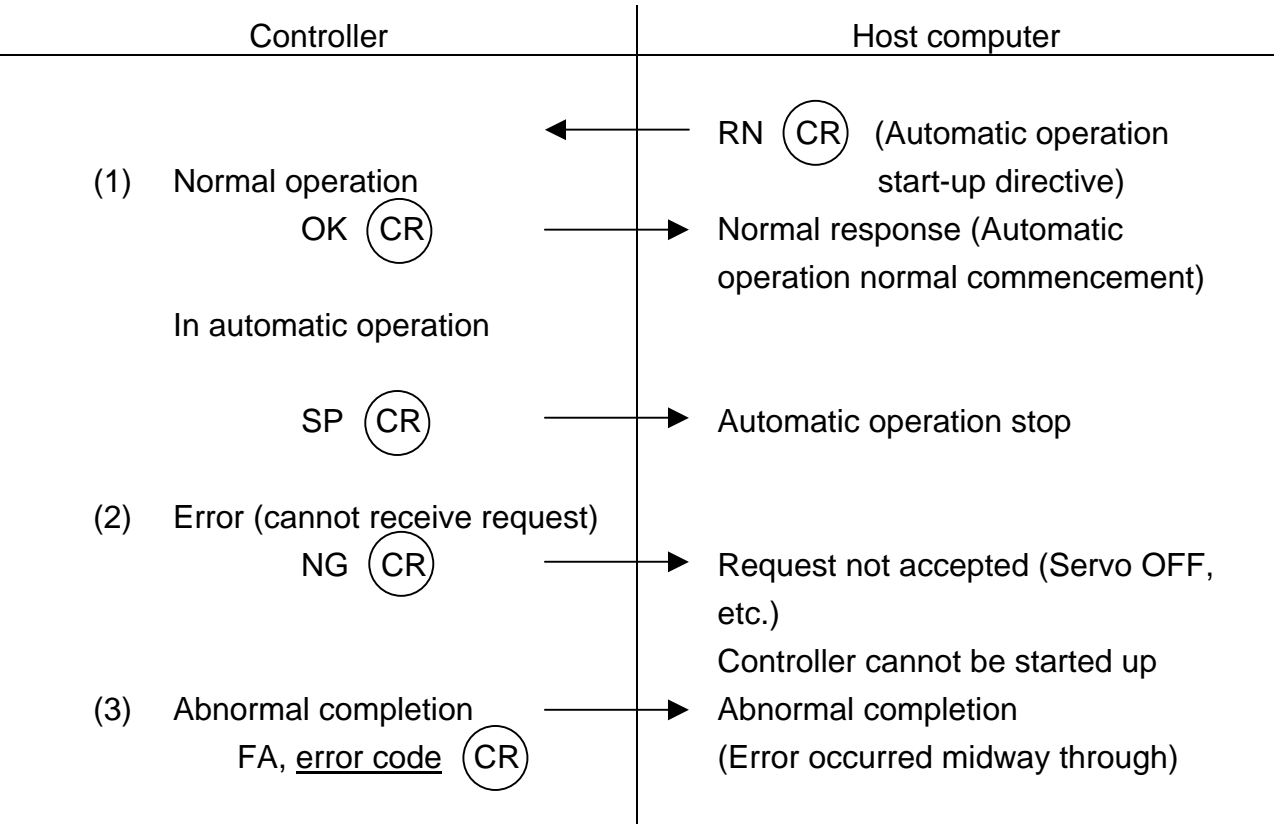 Controller Host computer
RN CR (Automatic operation
(1) Normal operation start-up directive)
OK CR Normal response (Automatic
operation normal commencement)
In automatic operation
SP CR Automatic operation stop
(2) Error (cannot receive request)
NG CR Request not accepted (Servo OFF,
etc.)
Controller cannot be started up
(3) Abnormal completion Abnormal completion
FA, error code CR (Error occurred midway through)